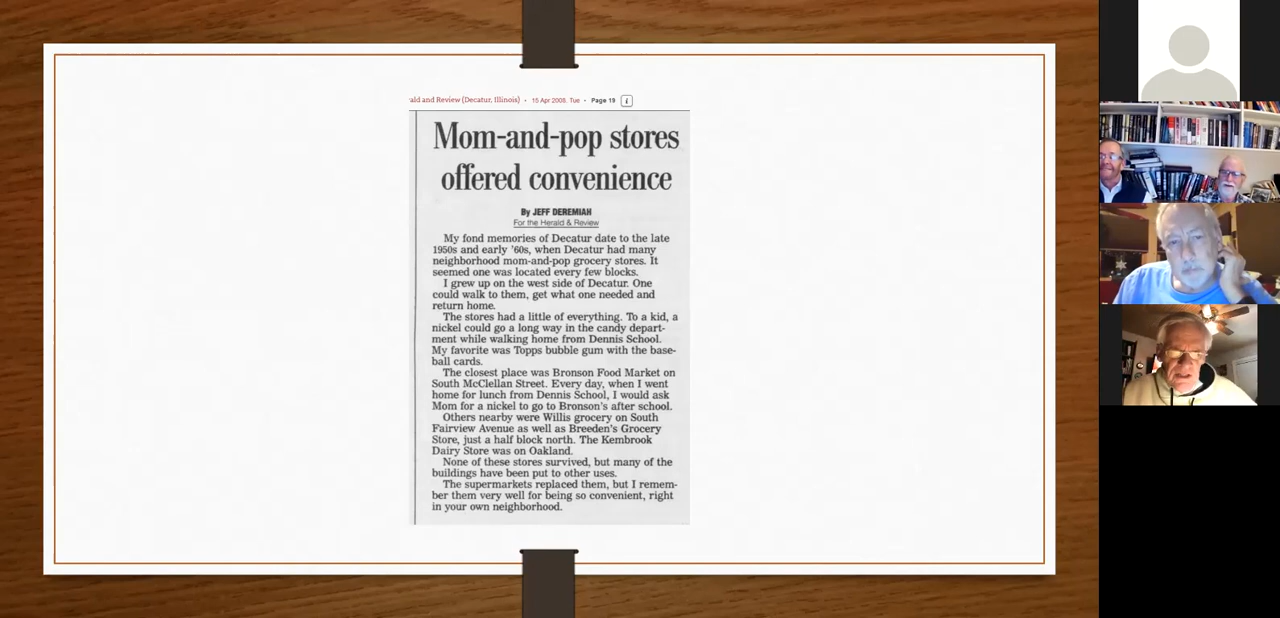 ald and Review (Decatur, Illinois) • 15 Apr 2008, Tue • Page 19 i
Mom-and-pop stores
offered convenience
By JEFF DEREMIAH
For the Herald & Review
My fond memories of Decatur date to the late
1950s and early '60s, when Decatur had many
neighborhood mom-and-pop grocery stores. It
seemed one was located every few blocks.
I grew up on the west side of Decatur. One
could walk to them, get what one needed and
return home.
The stores had a little of everything. To a kid, a
nickel could go a long way in the candy depart-
ment while walking home from Dennis School.
My favorite was Topps bubble gum with the base-
ball cards.
The closest place was Bronson Food Market on
South McClellan Street. Every day, when I went
home for lunch from Dennis School, I would ask
Mom for a nickel to go to Bronson's after school.
Others nearby were Willis grocery on South
Fairview Avenue as well as Breeden's Grocery
Store, just a half block north. The Kembrook
Dairy Store was on Oakland.
None of these stores survived, but many of the
buildings have been put to other uses.
The supermarkets replaced them, but I remem-
ber them very well for being so convenient, right
in your own neighborhood.